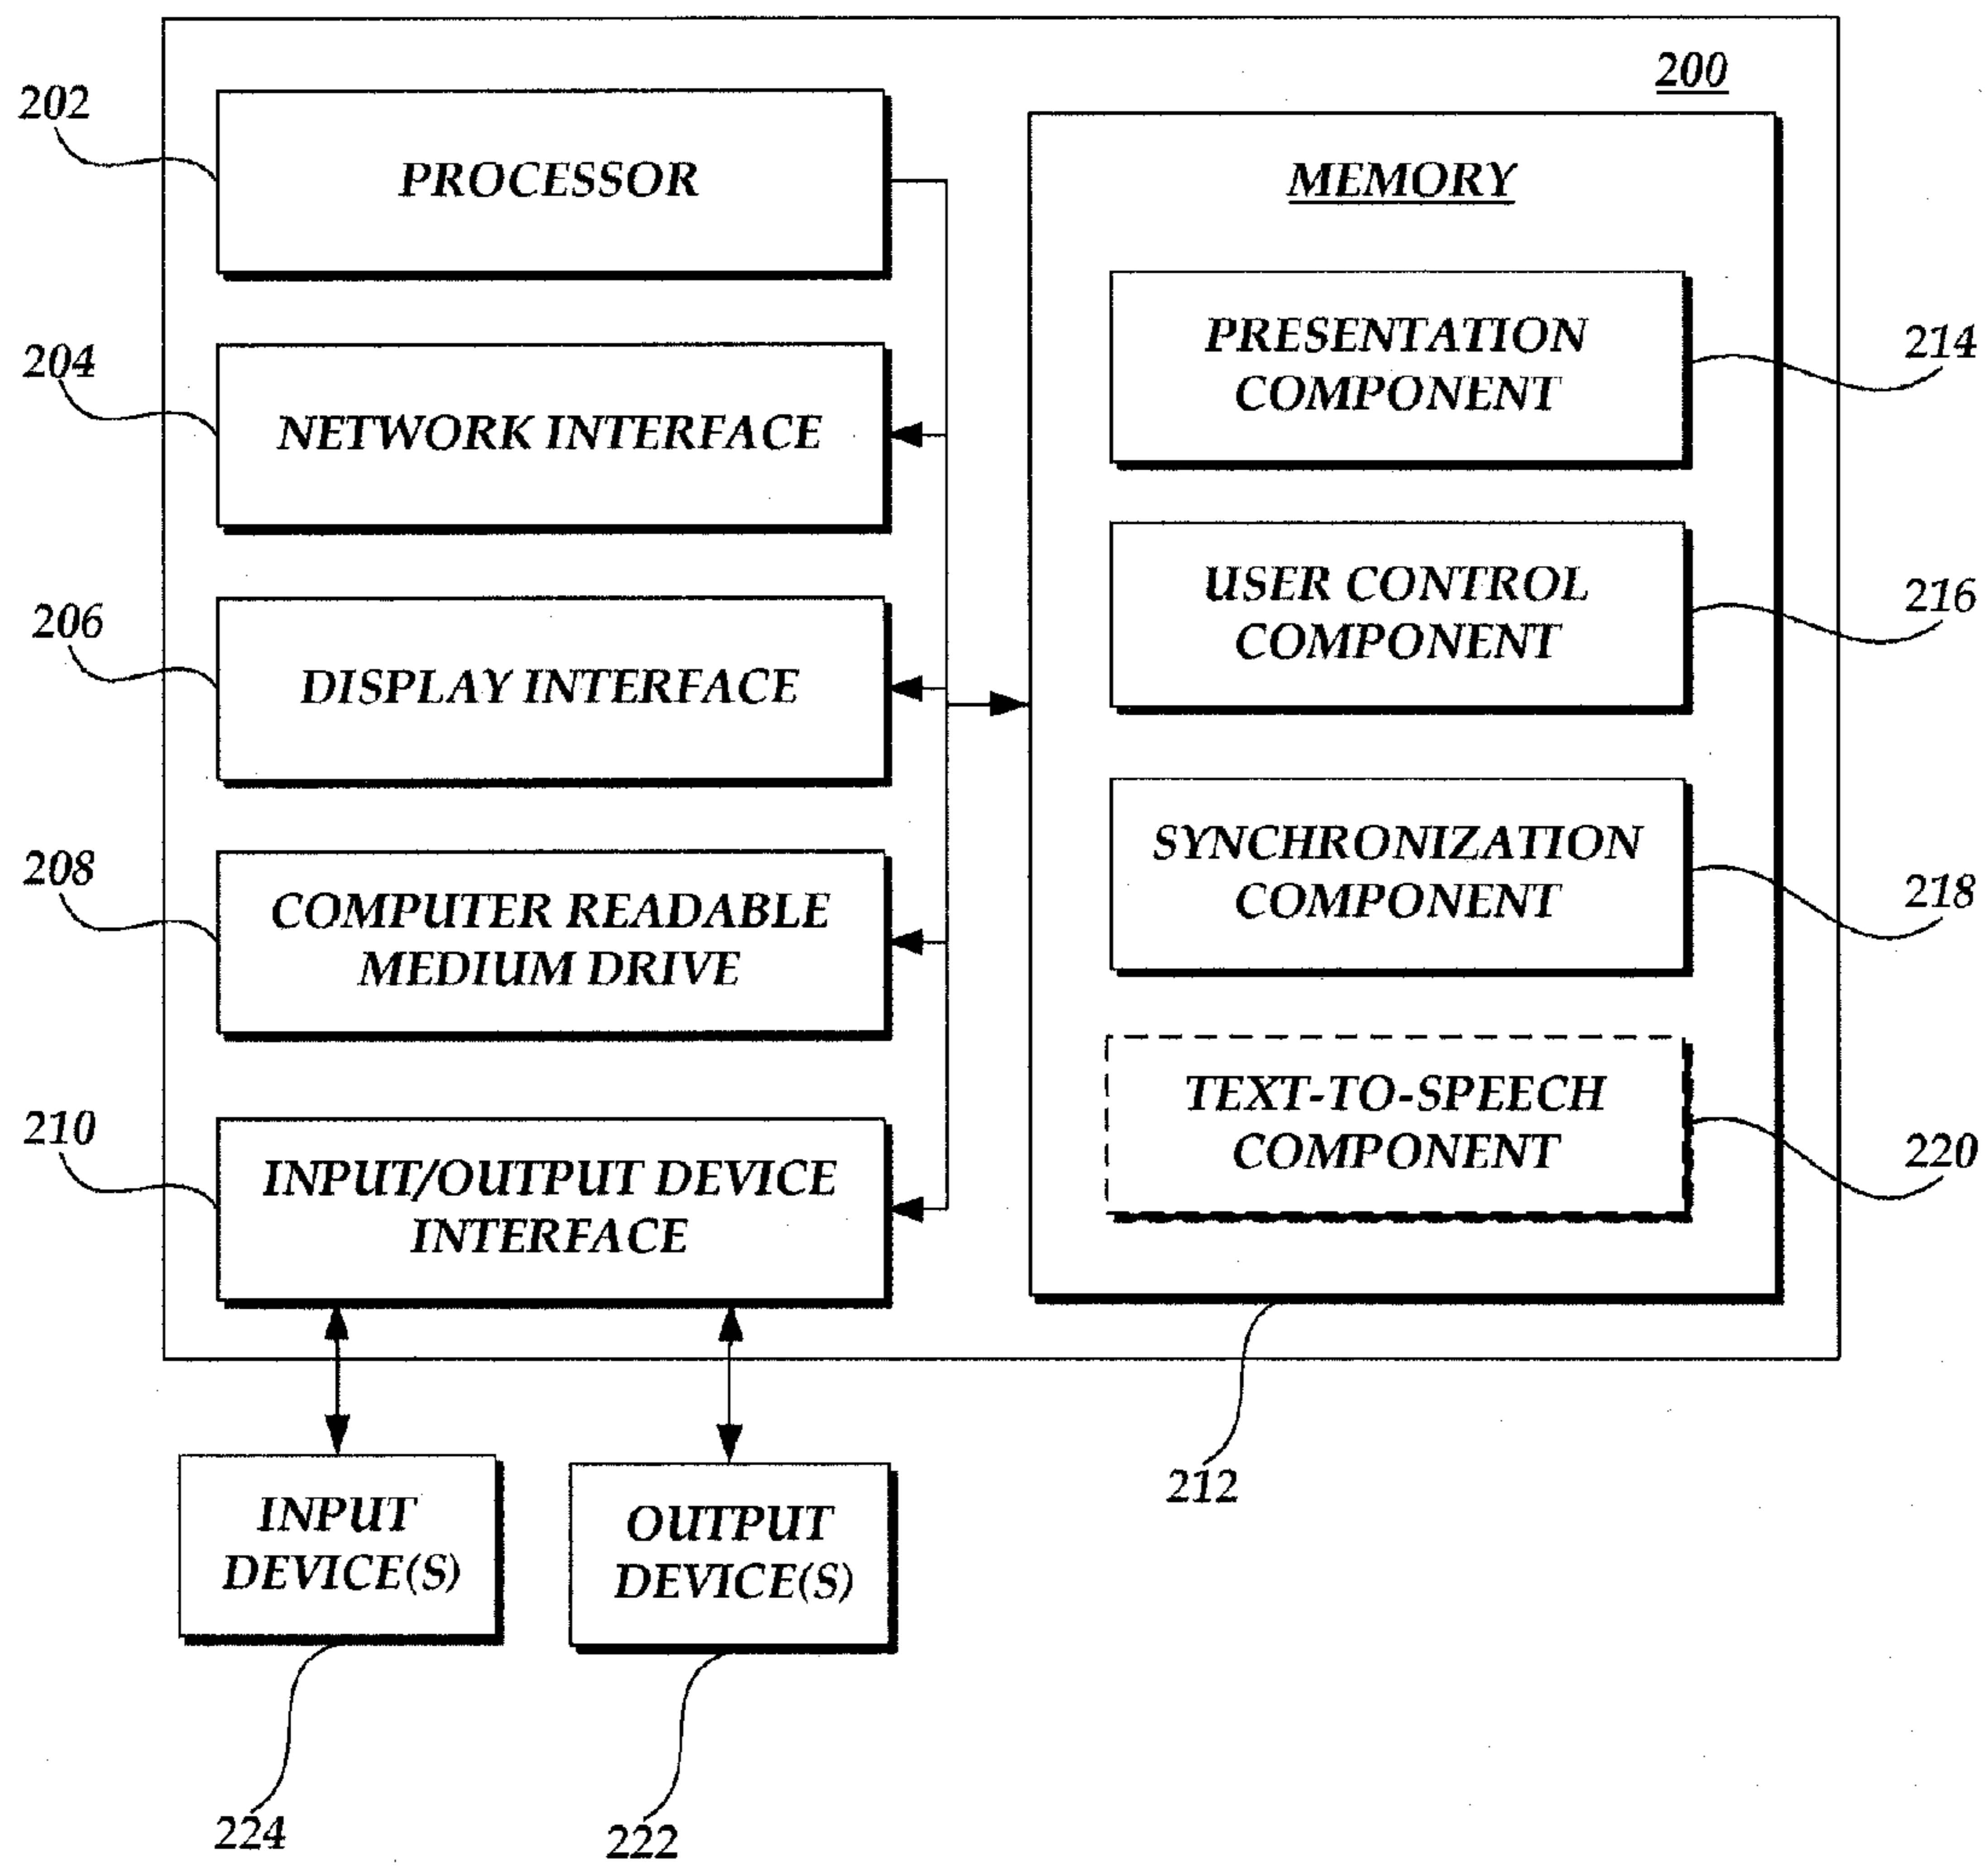 200
202
PROCESSOR
204
NETWORK INTERFACE
206
DISPLAY INTERFACE
208
COMPUTER READABLE
MEDIUM DRIVE
210
INPUT/OUTPUT DEVICE
INTERFACE
MEMORY
PRESENTATION
COMPONENT
214
USER CONTROL
COMPONENT
216
SYNCHRONIZATION
COMPONENT
218
TEXT-TO-SPEECH
COMPONENT
220
212
INPUT
DEVICE(S)
224
OUTPUT
DEVICE(S)
222